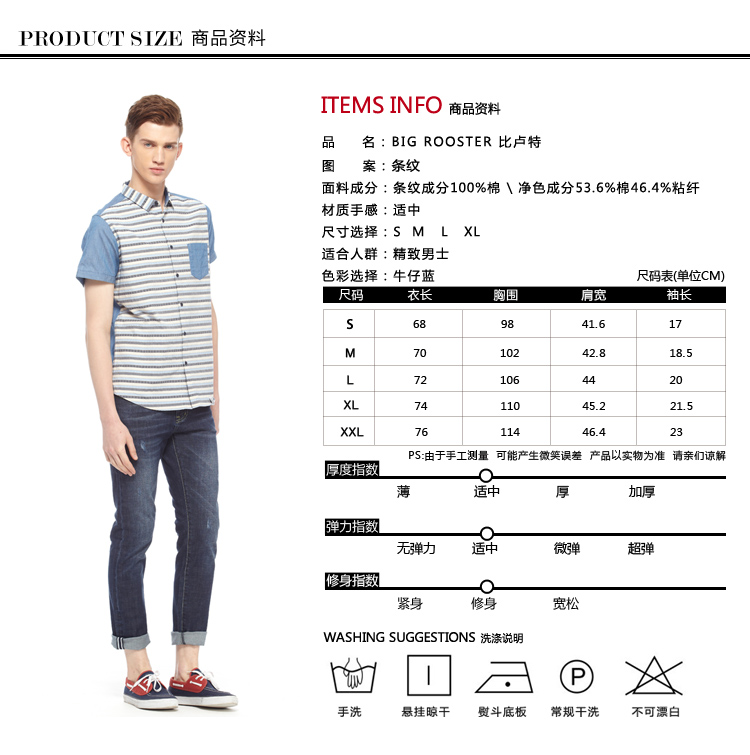 PRODUCT SIZE 商品资料
ITEMS INFO 商品资料
品 名：BIG ROOSTER 比卢特
图 案：条纹
面料成分：条纹成分100%棉 \ 净色成分53.6%棉46.4%粘纤
材质手感：适中
尺寸选择：S M L XL
适合人群：精致男士
色彩选择：牛仔蓝 尺码表(单位CM)
尺码 衣长 胸围 肩宽 袖长
S 68 98 41.6 17
M 70 102 42.8 18.5
L 72 106 44 20
XL 74 110 45.2 21.5
XXL 76 114 46.4 23
PS:由于手工测量 可能产生微笑误差 产品以实物为准 请亲们谅解
厚度指数
薄 适中 厚 加厚
弹力指数
无弹力 适中 微弹 超弹
修身指数
紧身 修身 宽松
WASHING SUGGESTIONS 洗涤说明
P
手洗 悬挂晾干 熨斗底板 常规干洗 不可漂白